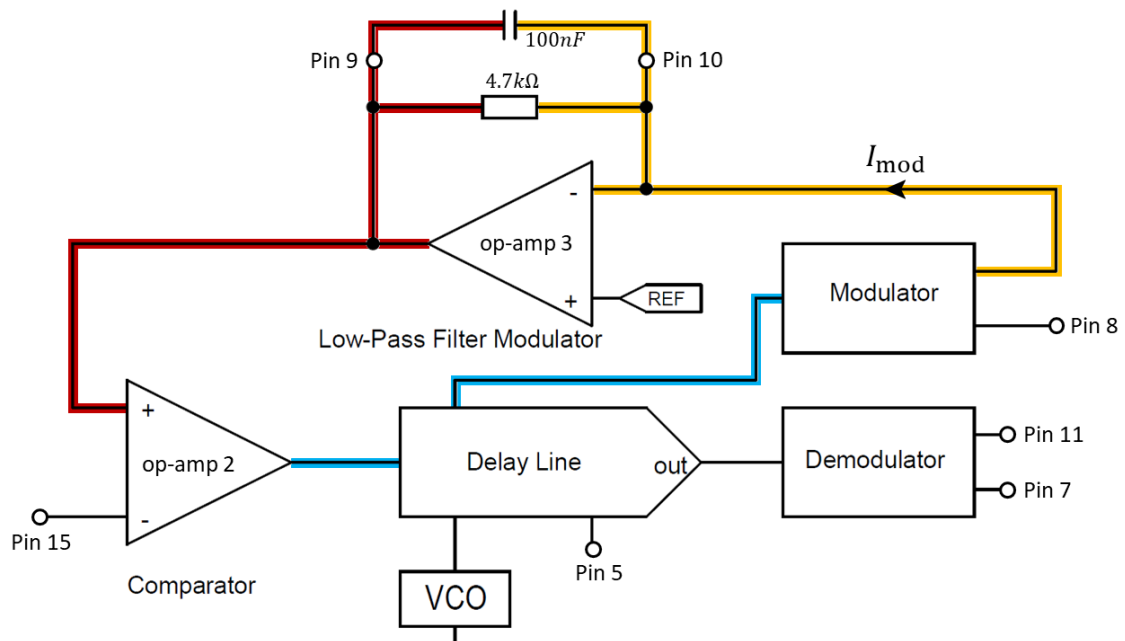 100nF
Pin 9
Pin 10
4.7kΩ
I_mod
-
op-amp 3
+
REF
Modulator
Low-Pass Filter Modulator
Pin 8
+
op-amp 2
Delay Line
out
Demodulator
Pin 11
Pin 7
-
Pin 15
Pin 5
Comparator
VCO